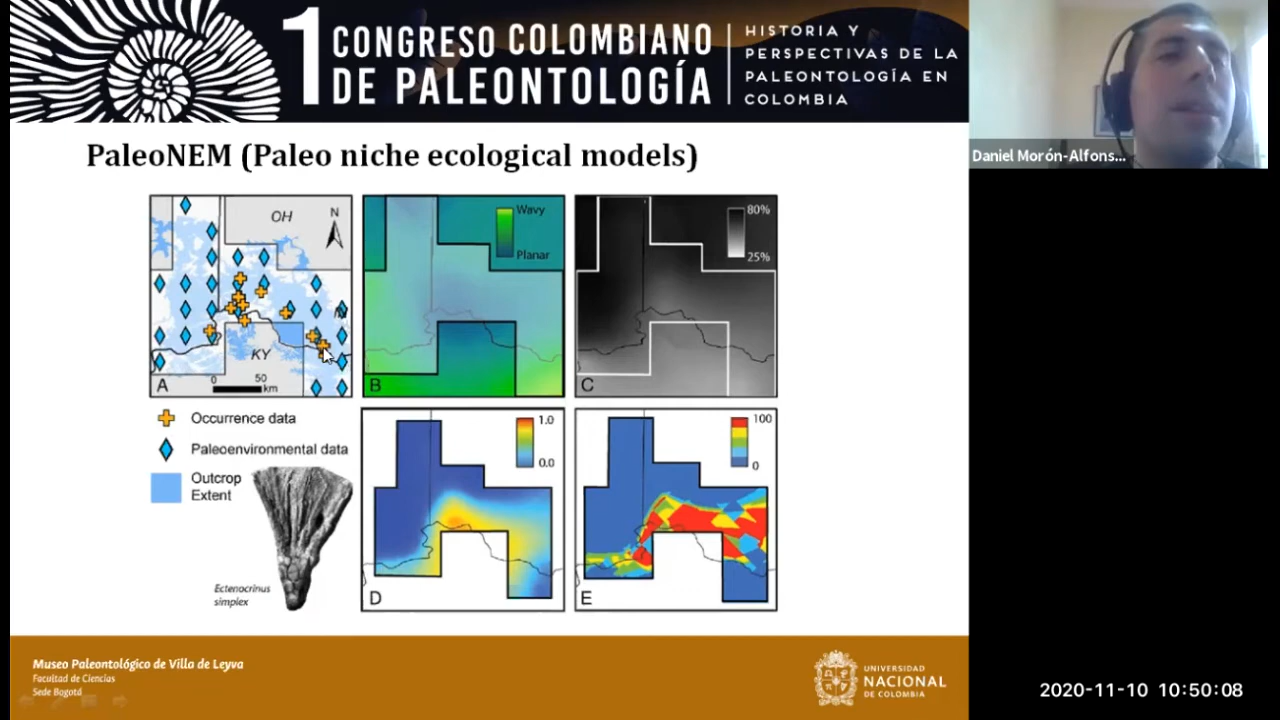 1 CONGRESO COLOMBIANO
DE PALEONTOLOGÍA
HISTORIA Y
PERSPECTIVAS DE LA
PALEONTOLOGÍA EN
COLOMBIA
Daniel Morón-Alfons...
PaleoNEM (Paleo niche ecological models)
OH
N
KY
0 50
km
A
Wavy
Planar
B
80%
25%
C
Occurrence data
Paleoenvironmental data
Outcrop
Extent
Ectenocrinus
simplex
1.0
0.0
D
100
0
E
Museo Paleontológico de Villa de Leyva
Facultad de Ciencias
Sede Bogotá
UNIVERSIDAD
NACIONAL
DE COLOMBIA
2020-11-10 10:50:08